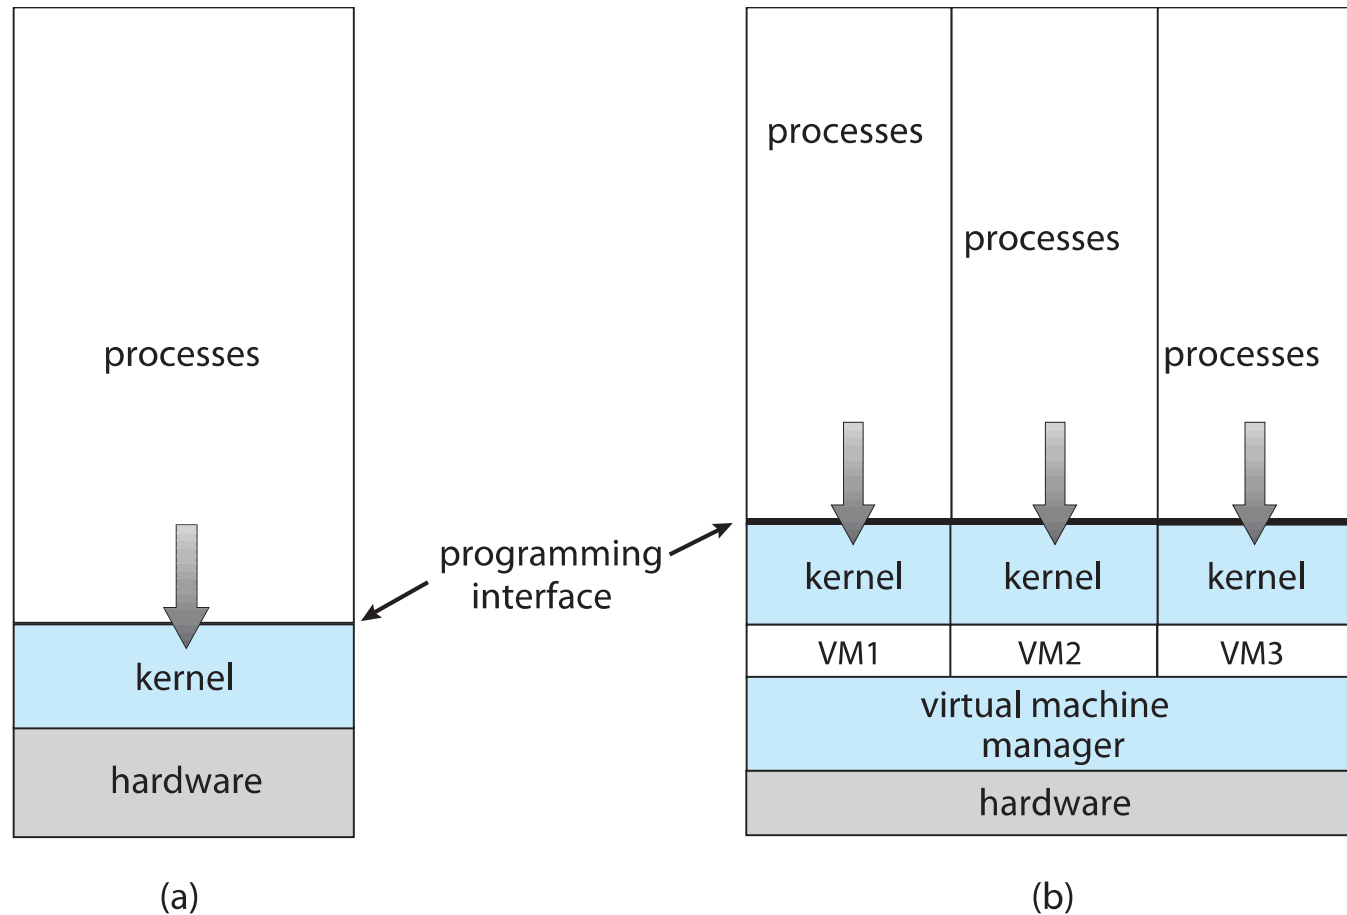 processes
programming
interface
kernel
hardware
(a)
processes
processes
processes
kernel
kernel
kernel
VM1
VM2
VM3
virtual machine
manager
hardware
(b)